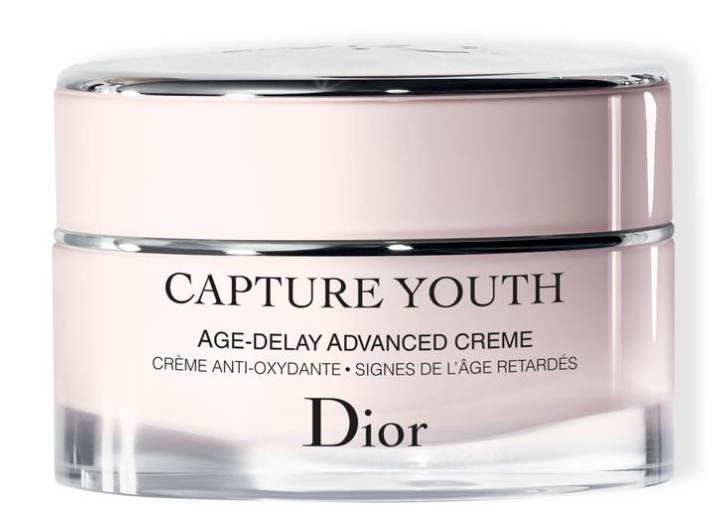 CAPTURE YOUTH
AGE-DELAY ADVANCED CREME
CRÈME ANTI-OXYDANTE • SIGNES DE L'ÂGE RETARDÉS
Dior